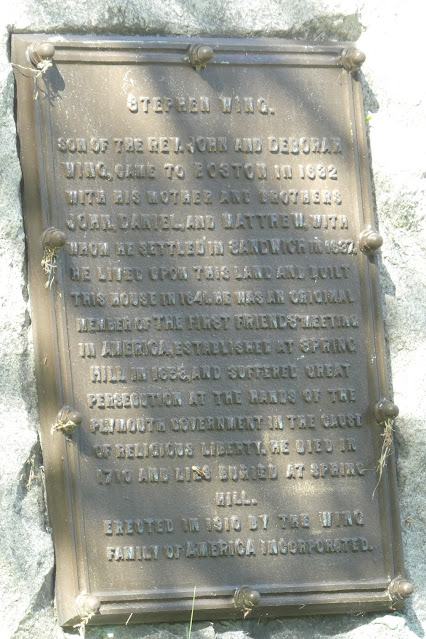 STEPHEN WING.
SON OF THE REV. JOHN AND DEBORAH
WING, CAME TO BOSTON IN 1632
WITH HIS MOTHER AND BROTHERS
JOHN, DANIEL, AND MATTHEW, WITH
WHOM HE SETTLED IN SANDWICH IN 1637.
HE LIVED UPON THIS LAND AND BUILT
THIS HOUSE IN 1641. HE WAS AN ORIGINAL
MEMBER OF THE FIRST FRIENDS' MEETING
IN AMERICA, ESTABLISHED AT SPRING
HILL IN 1658, AND SUFFERED GREAT
PERSECUTION AT THE HANDS OF THE
PLYMOUTH GOVERNMENT IN THE CAUSE
OF RELIGIOUS LIBERTY. HE DIED IN
1710 AND LIES BURIED AT SPRING
HILL.
ERECTED IN 1910 BY THE WING
FAMILY OF AMERICA INCORPORATED.